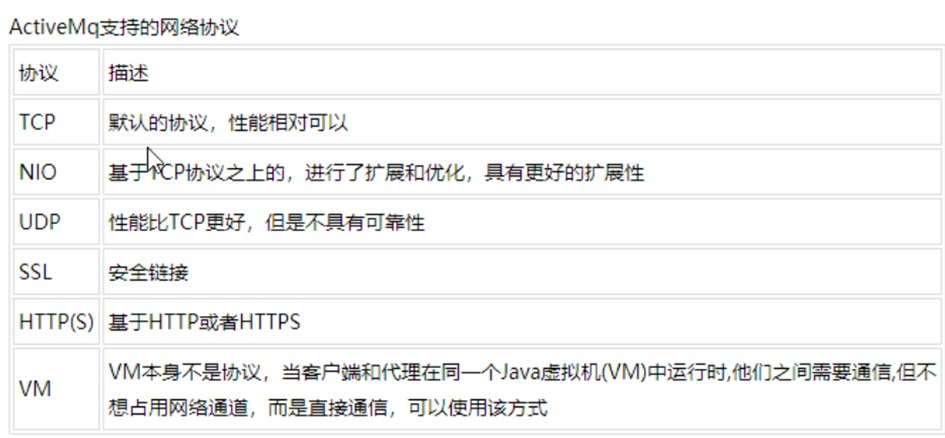 ActiveMq支持的网络协议
协议 描述
TCP 默认的协议，性能相对可以
NIO 基于TCP协议之上的，进行了扩展和优化，具有更好的扩展性
UDP 性能比TCP更好，但是不具有可靠性
SSL 安全链接
HTTP(S) 基于HTTP或者HTTPS
VM VM本身不是协议，当客户端和代理在同一个Java虚拟机(VM)中运行时,他们之间需要通信,但不
想占用网络通道，而是直接通信，可以使用该方式